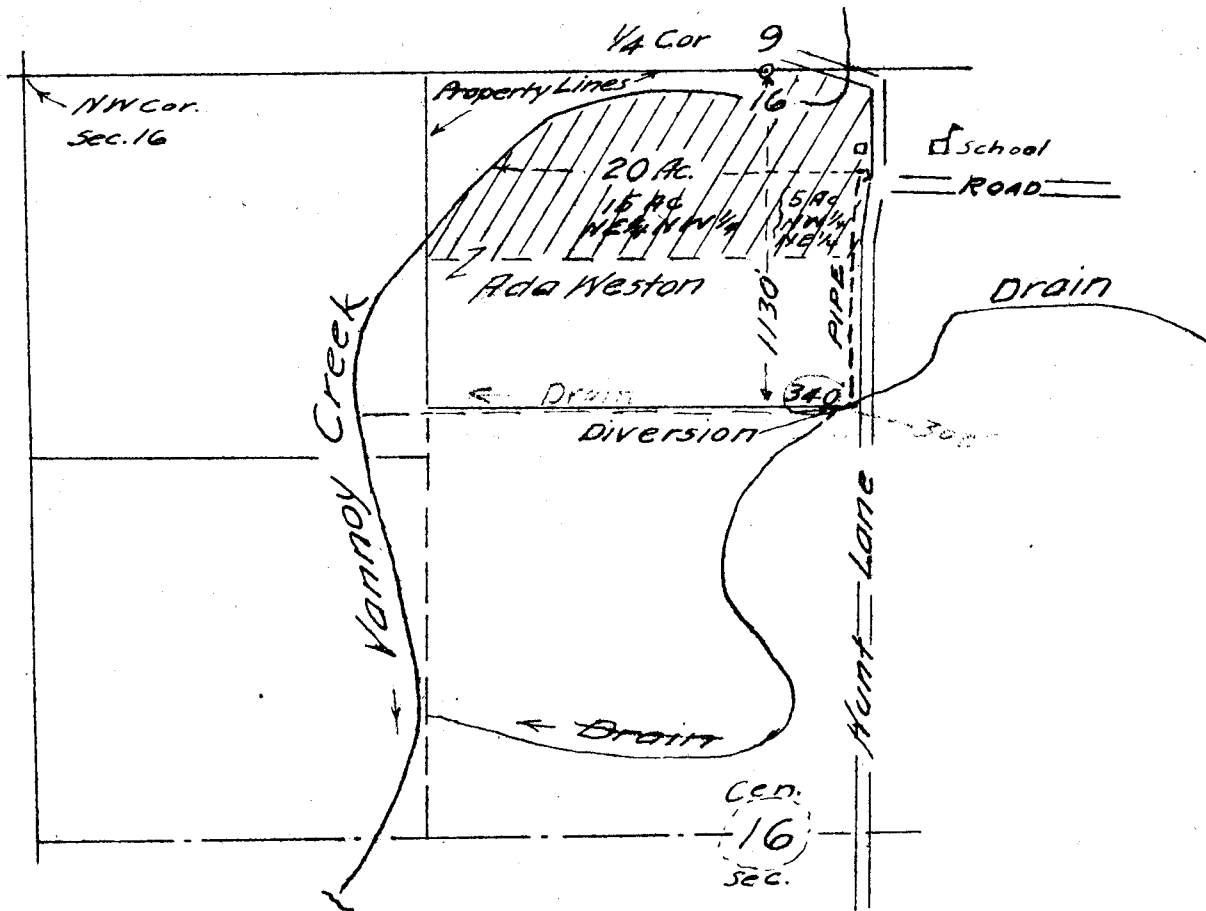 1/4 Cor 9
16
NW Cor.
Sec. 16
Property Lines
School
ROAD
20 Ac.
15 Ac
NE1/4 NW1/4
5 Ac
NW1/4
NE1/4
Ada Weston
1130'
PIPE
Drain
Drain
340'
Diversion
Vannoy Creek
Hunt Lane
Drain
Cen.
16
Sec.